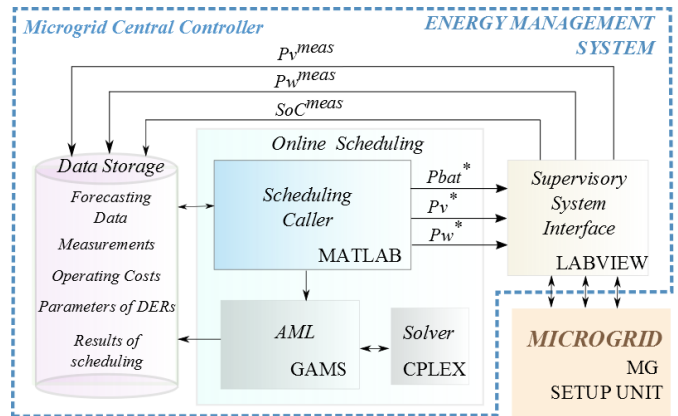 Microgrid Central Controller
ENERGY MANAGEMENT
SYSTEM
Pv^meas
Pw^meas
SoC^meas
Online Scheduling
Data Storage
Forecasting
Data
Measurements
Operating Costs
Parameters of DERs
Results of
scheduling
Scheduling
Caller
MATLAB
Pbat*
Pv*
Pw*
Supervisory
System
Interface
LABVIEW
AML
GAMS
Solver
CPLEX
MICROGRID
MG
SETUP UNIT